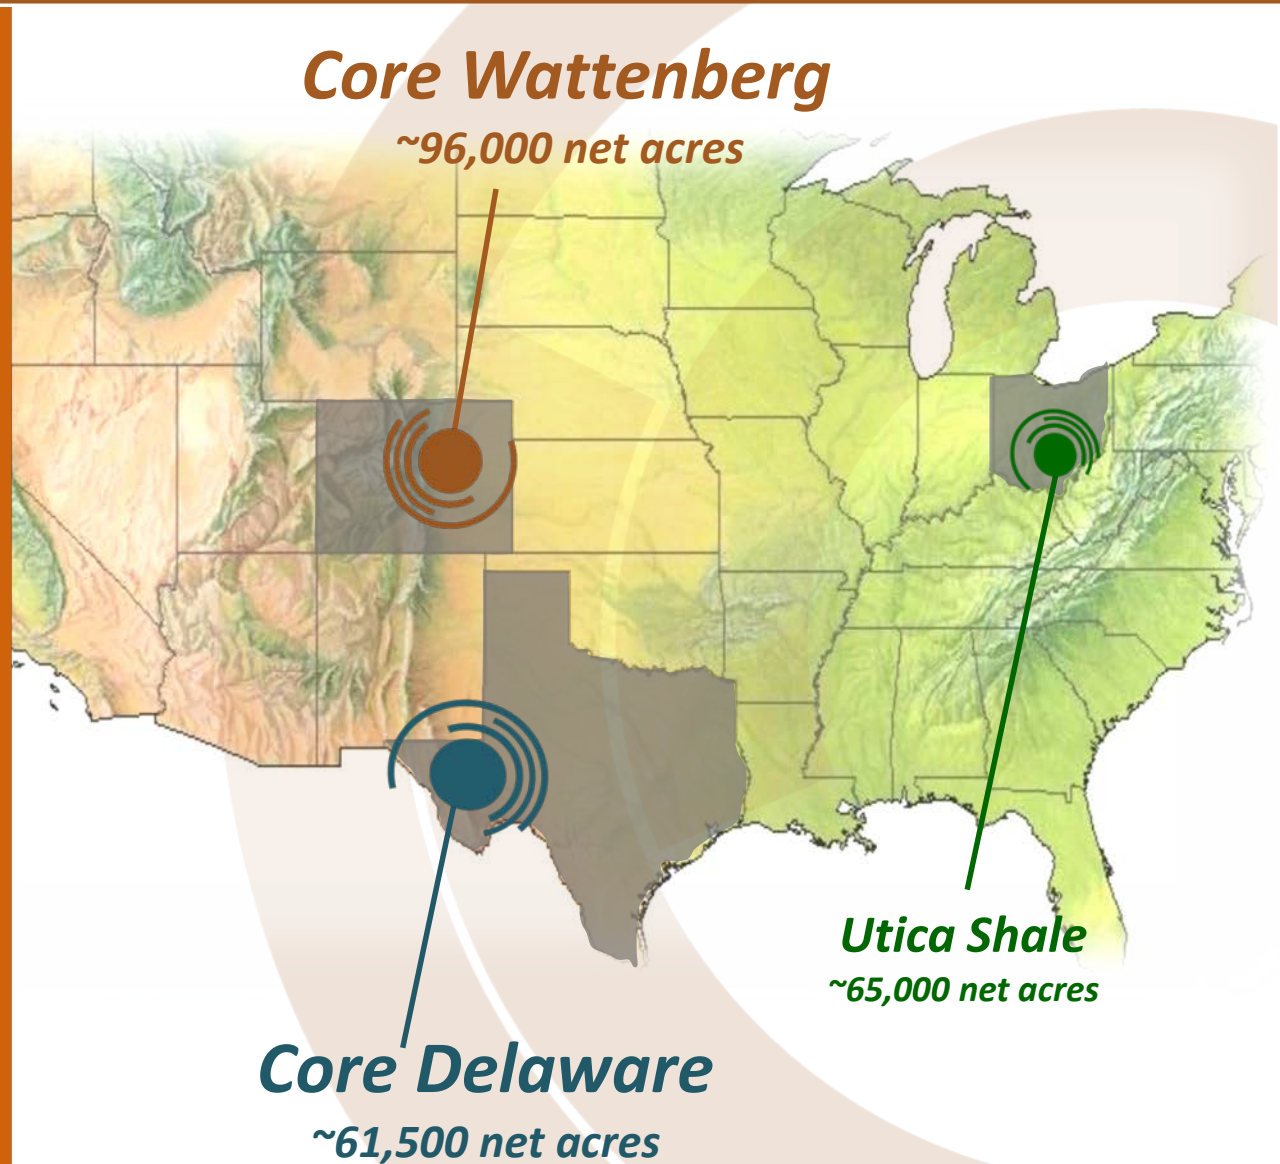 Core Wattenberg
~96,000 net acres
Utica Shale
~65,000 net acres
Core Delaware
~61,500 net acres